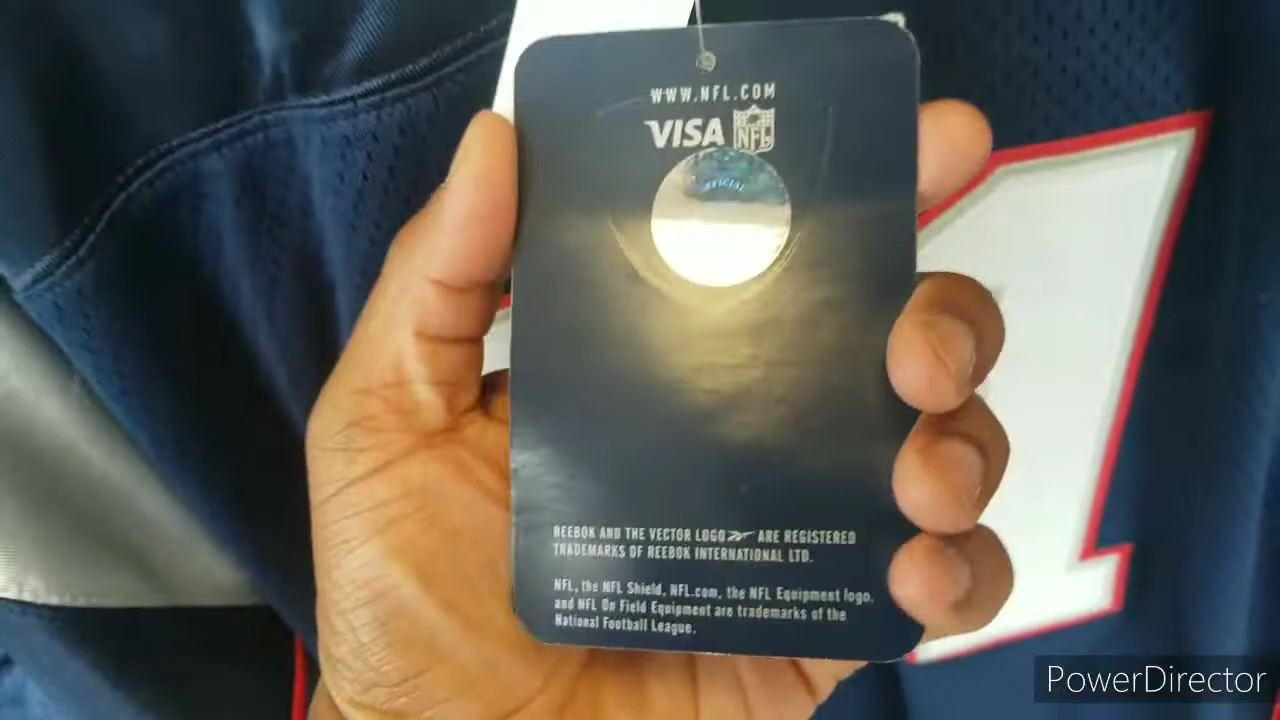 WWW.NFL.COM
VISA NFL
OFFICIAL
REEBOK AND THE VECTOR LOGO ARE REGISTERED
TRADEMARKS OF REEBOK INTERNATIONAL LTD.
NFL, the NFL Shield, NFL.com, the NFL Equipment logo,
and NFL On Field Equipment are trademarks of the
National Football League.
1
PowerDirector